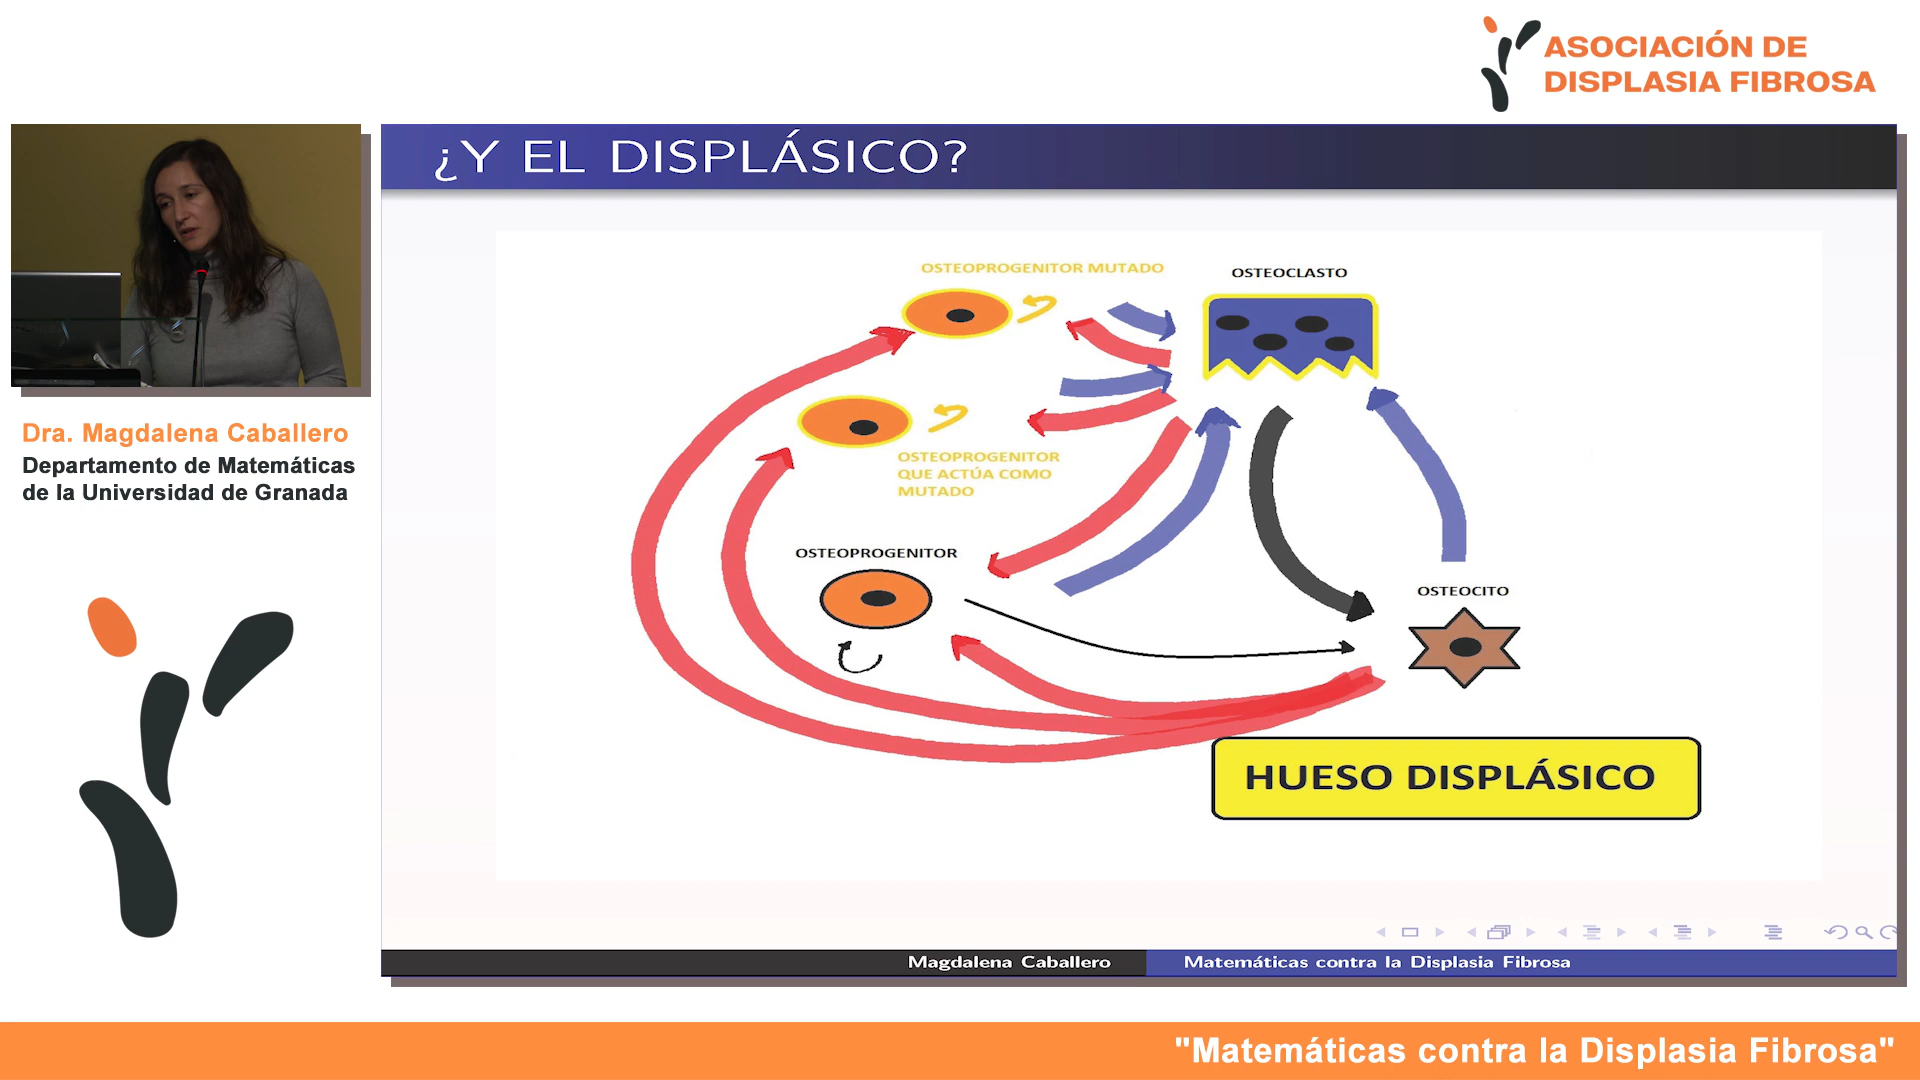 ASOCIACIÓN DE
DISPLASIA FIBROSA
¿Y EL DISPLÁSICO?
OSTEOPROGENITOR MUTADO
OSTEOCLASTO
OSTEOPROGENITOR
QUE ACTÚA COMO
MUTADO
OSTEOPROGENITOR
OSTEOCITO
HUESO DISPLÁSICO
Dra. Magdalena Caballero
Departamento de Matemáticas
de la Universidad de Granada
Magdalena Caballero
Matemáticas contra la Displasia Fibrosa
"Matemáticas contra la Displasia Fibrosa"